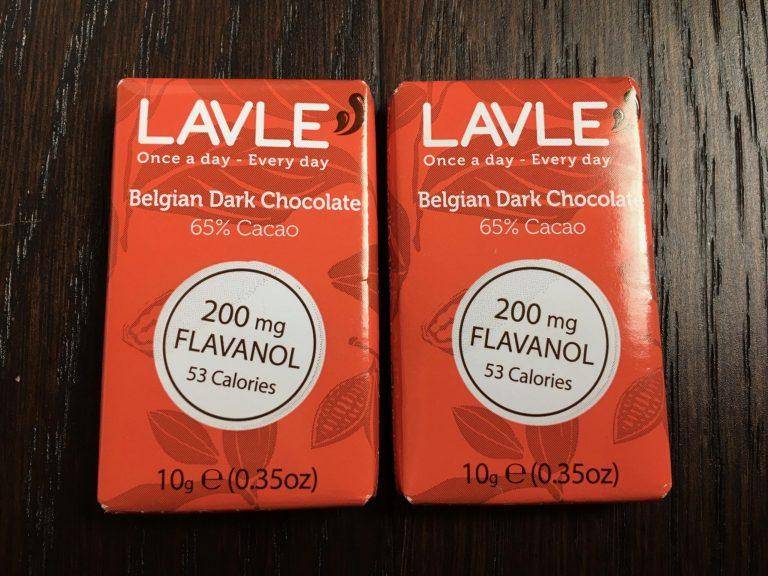 LAVLE
Once a day - Every day
Belgian Dark Chocolate
65% Cacao
200 mg
FLAVANOL
53 Calories
10g ℮ (0.35oz)
LAVLE
Once a day - Every day
Belgian Dark Chocolate
65% Cacao
200 mg
FLAVANOL
53 Calories
10g ℮ (0.35oz)